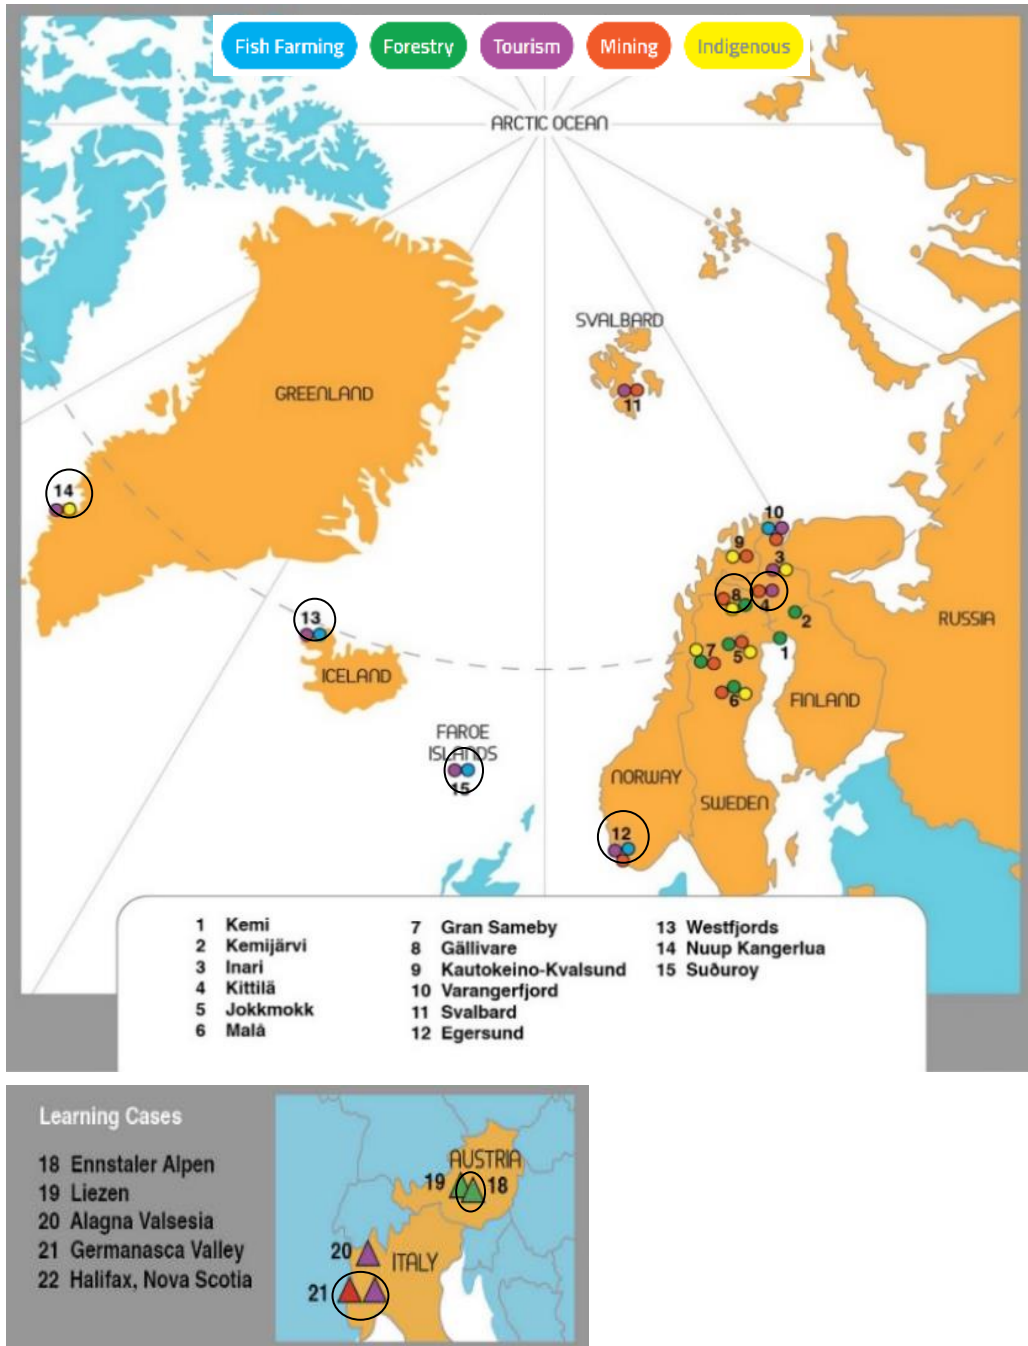 Fish Farming Forestry Tourism Mining Indigenous
ARCTIC OCEAN
SVALBARD
GREENLAND
11
14
10
9
3
8
4
2
13
RUSSIA
1
7
5
ICELAND
6
FINLAND
FAROE
ISLANDS
NORWAY
15
SWEDEN
12
1 Kemi
2 Kemijärvi
3 Inari
4 Kittilä
5 Jokkmokk
6 Malå
7 Gran Sameby
8 Gällivare
9 Kautokeino-Kvalsund
10 Varangerfjord
11 Svalbard
12 Egersund
13 Westfjords
14 Nuup Kangerlua
15 Suðuroy
Learning Cases
18 Ennstaler Alpen
19 Liezen
20 Alagna Valsesia
21 Germanasca Valley
22 Halifax, Nova Scotia
AUSTRIA
19
18
20
ITALY
21